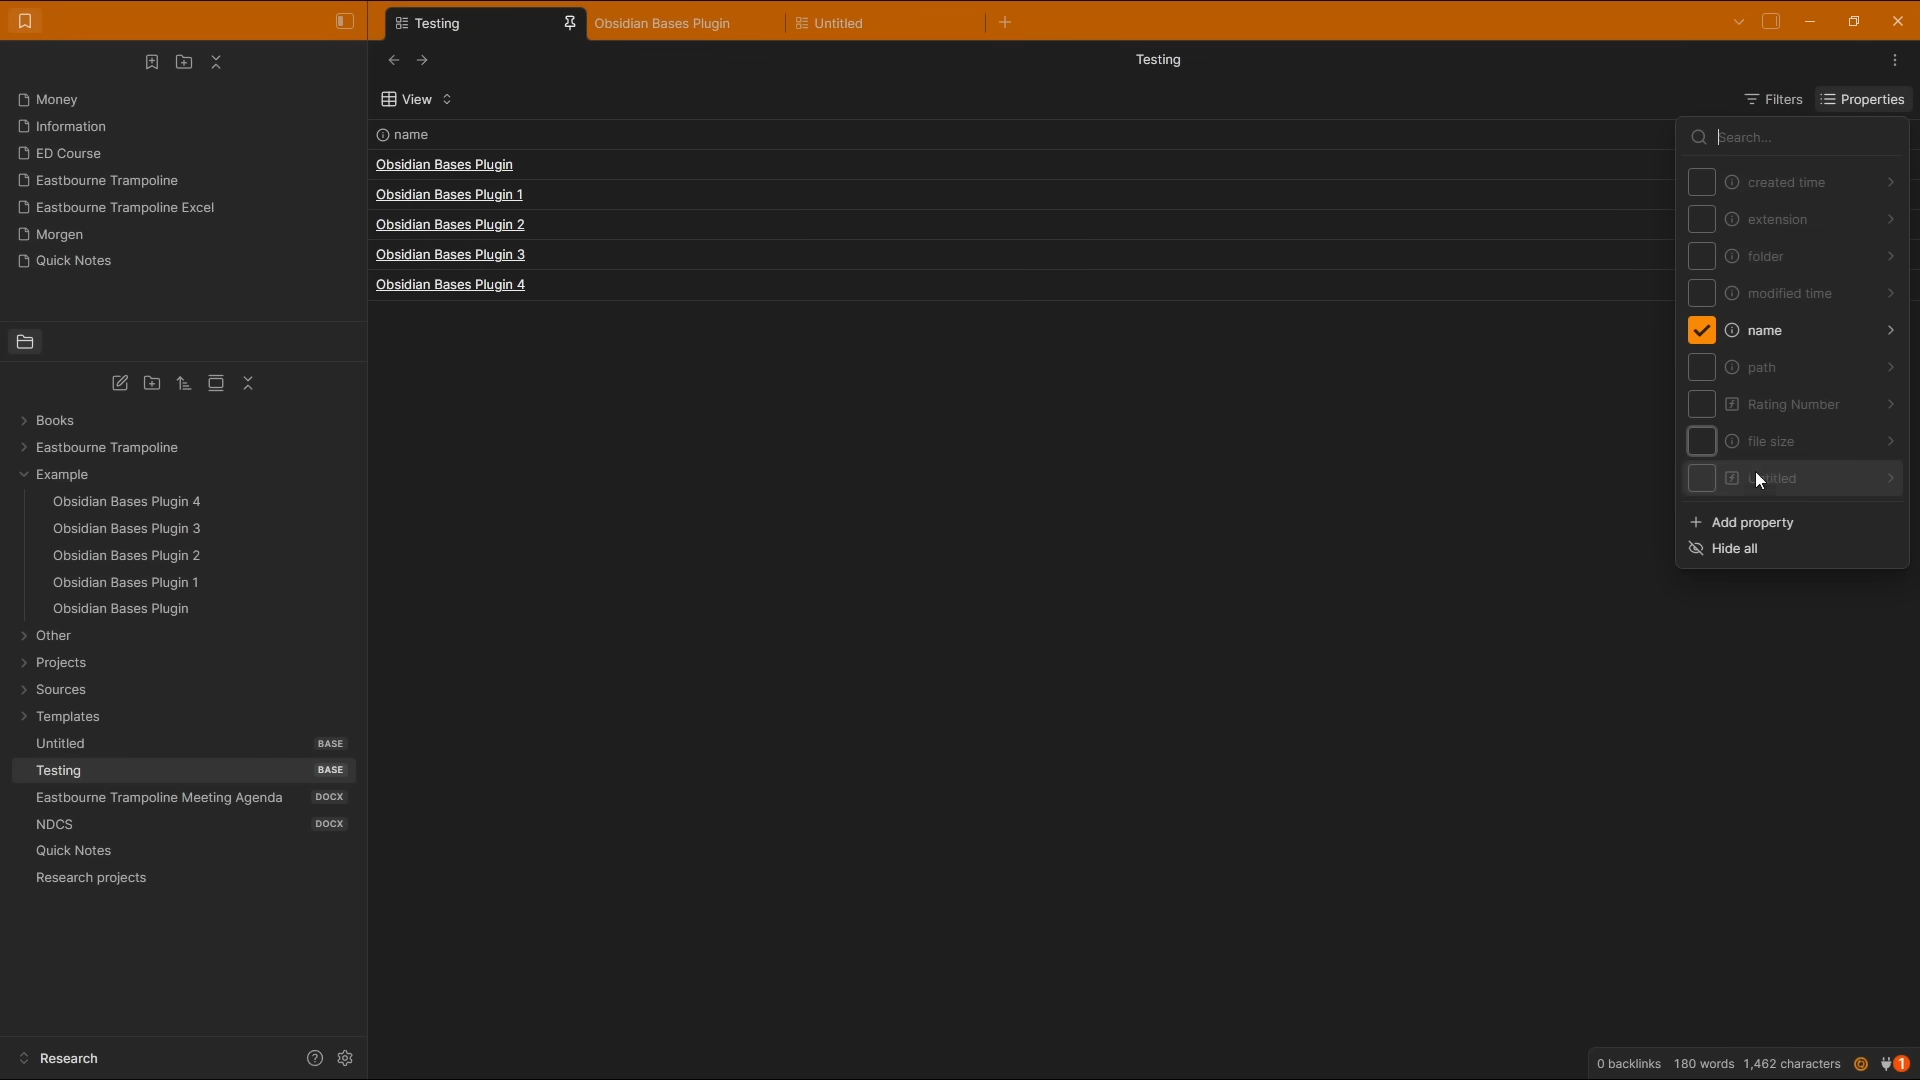 Testing
Obsidian Bases Plugin
Untitled
Testing
Money
Information
ED Course
Eastbourne Trampoline
Eastbourne Trampoline Excel
Morgen
Quick Notes
Books
Eastbourne Trampoline
Example
Obsidian Bases Plugin 4
Obsidian Bases Plugin 3
Obsidian Bases Plugin 2
Obsidian Bases Plugin 1
Obsidian Bases Plugin
Other
Projects
Sources
Templates
Untitled BASE
Testing BASE
Eastbourne Trampoline Meeting Agenda DOCX
NDCS DOCX
Quick Notes
Research projects
Research
View
Filters Properties
name
Obsidian Bases Plugin
Obsidian Bases Plugin 1
Obsidian Bases Plugin 2
Obsidian Bases Plugin 3
Obsidian Bases Plugin 4
Search...
created time
extension
folder
modified time
name
path
Rating Number
file size
Untitled
Add property
Hide all
0 backlinks 180 words 1,462 characters 1